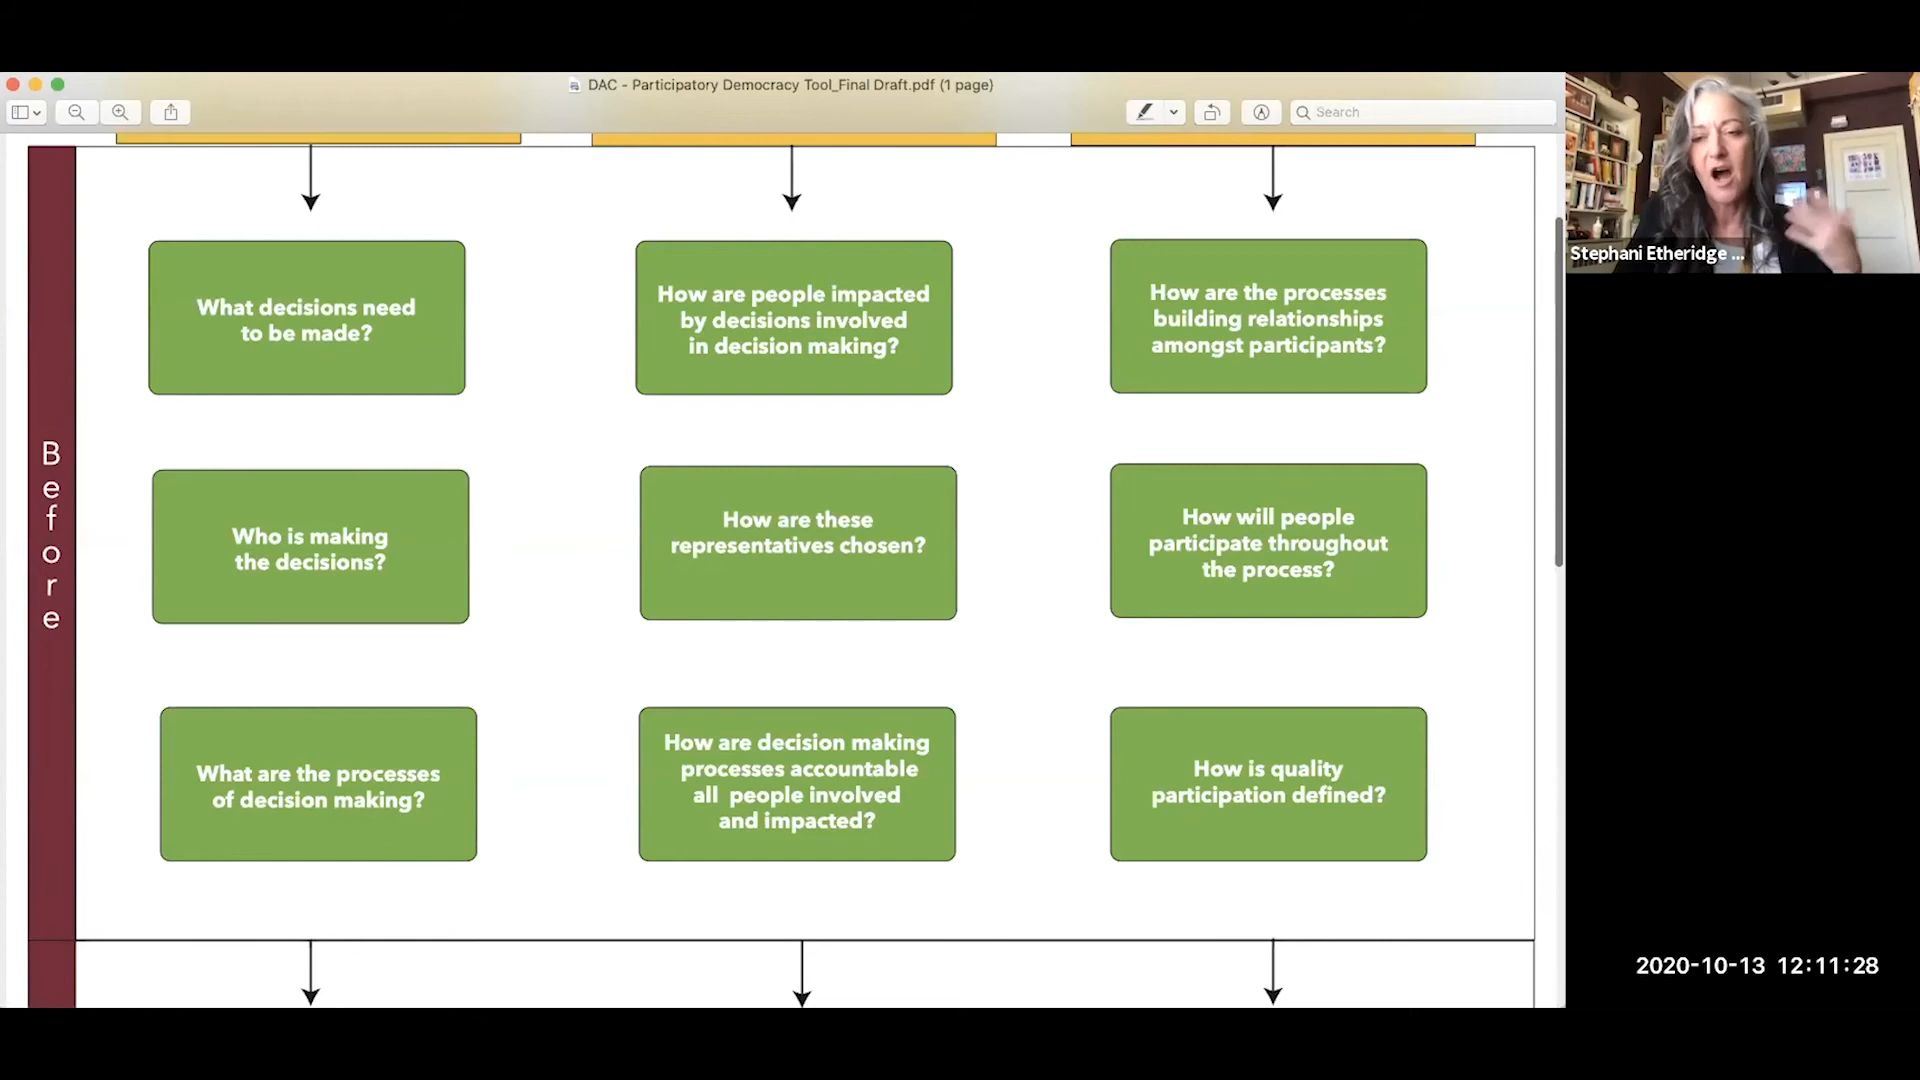 DAC - Participatory Democracy Tool_Final Draft.pdf (1 page)
Search
Stephani Etheridge ...
Before
What decisions need
to be made?
How are people impacted
by decisions involved
in decision making?
How are the processes
building relationships
amongst participants?
Who is making
the decisions?
How are these
representatives chosen?
How will people
participate throughout
the process?
What are the processes
of decision making?
How are decision making
processes accountable
all people involved
and impacted?
How is quality
participation defined?
2020-10-13 12:11:28